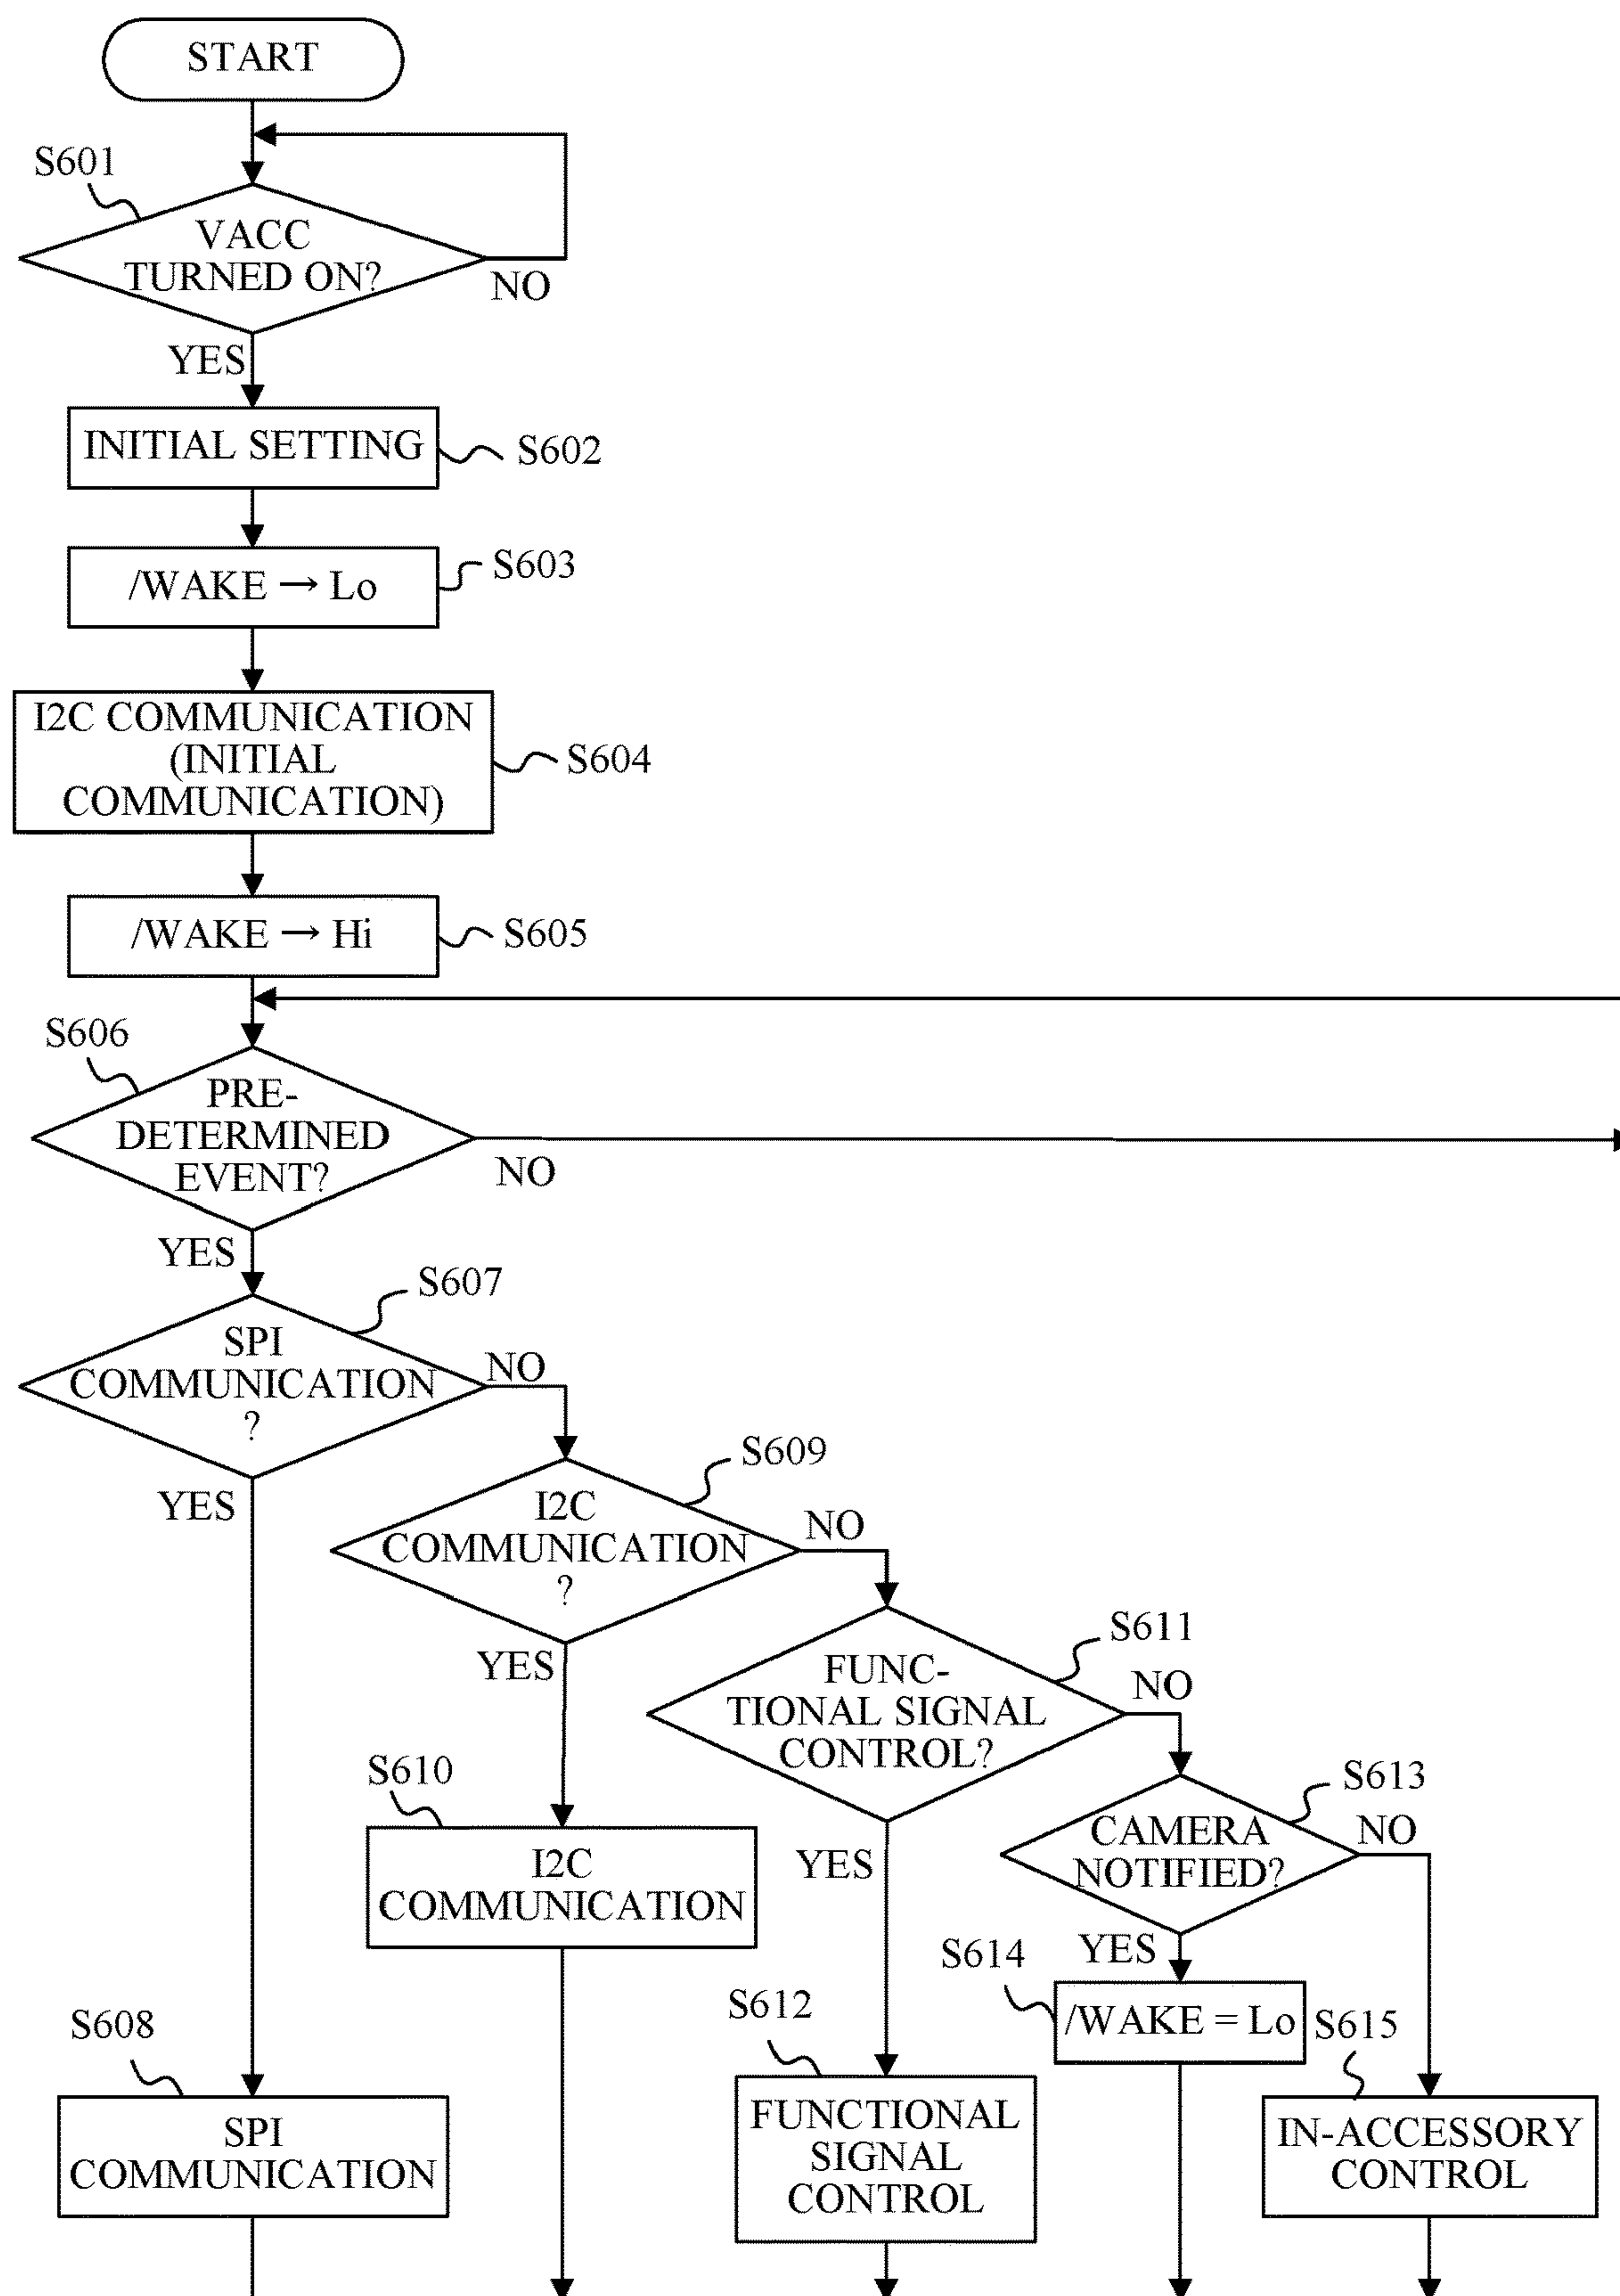 START
S601
VACC
TURNED ON?
NO
YES
INITIAL SETTING
S602
/WAKE → Lo
S603
I2C COMMUNICATION
(INITIAL
COMMUNICATION)
S604
/WAKE → Hi
S605
S606
PRE-
DETERMINED
EVENT?
NO
YES
S607
SPI
COMMUNICATION
?
NO
YES
S609
I2C
COMMUNICATION
?
NO
YES
S611
FUNC-
TIONAL SIGNAL
CONTROL?
NO
YES
S610
I2C
COMMUNICATION
S613
CAMERA
NOTIFIED?
NO
YES
S614
/WAKE = Lo
S612
FUNCTIONAL
SIGNAL
CONTROL
S615
IN-ACCESSORY
CONTROL
S608
SPI
COMMUNICATION